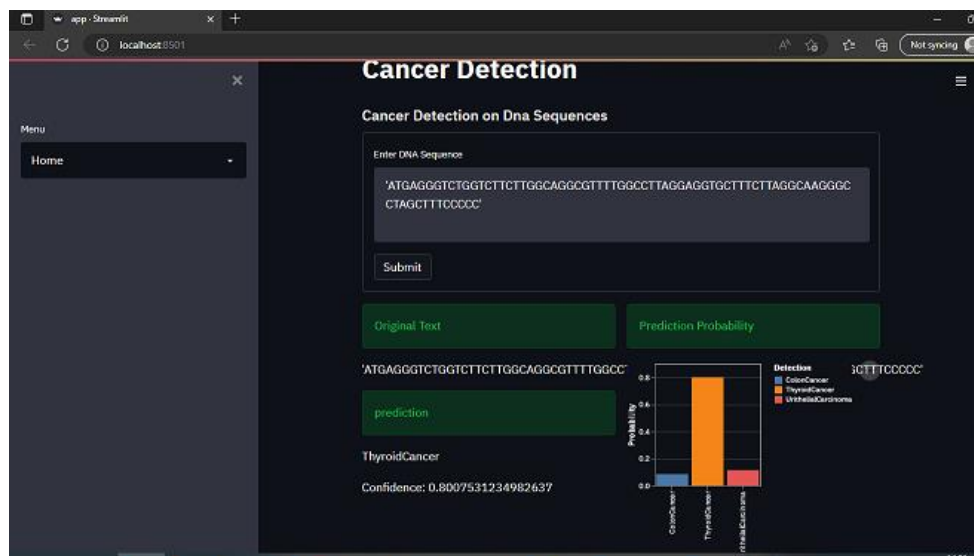 app · Streamlit
localhost:8501
Not syncing
Menu
Home
Cancer Detection
Cancer Detection on Dna Sequences
Enter DNA Sequence
'ATGAGGGTCTGGTCTTCTTGGCAGGCGTTTTGGCCTTAGGAGGTGCTTTCTTAGGCAAGGGC
CTAGCTTTCCCCC'
Submit
Original Text
Prediction Probability
'ATGAGGGTCTGGTCTTCTTGGCAGGCGTTTTGGCC
GCTTTCCCCC'
prediction
ThyroidCancer
Confidence: 0.8007531234982637
Probability
0.8
0.6
0.4
0.2
0.0
ColonCancer
ThyroidCancer
Detection
ColonCancer
ThyroidCancer
UrithelialCarcinoma